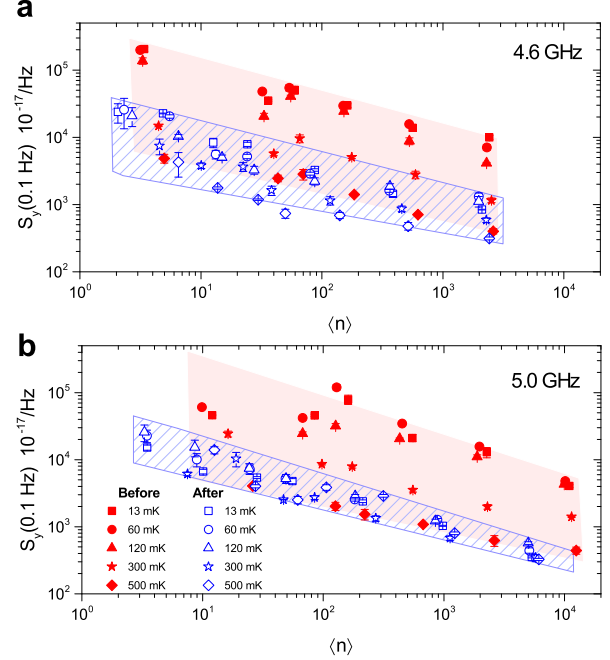 a
4.6 GHz
S_y(0.1 Hz) 10^-17/Hz
10^5
10^4
10^3
10^2
10^0 10^1 10^2 10^3 10^4
⟨n⟩
b
5.0 GHz
S_y(0.1 Hz) 10^-17/Hz
10^5
10^4
10^3
10^2
Before After
13 mK 13 mK
60 mK 60 mK
120 mK 120 mK
300 mK 300 mK
500 mK 500 mK
10^0 10^1 10^2 10^3 10^4
⟨n⟩